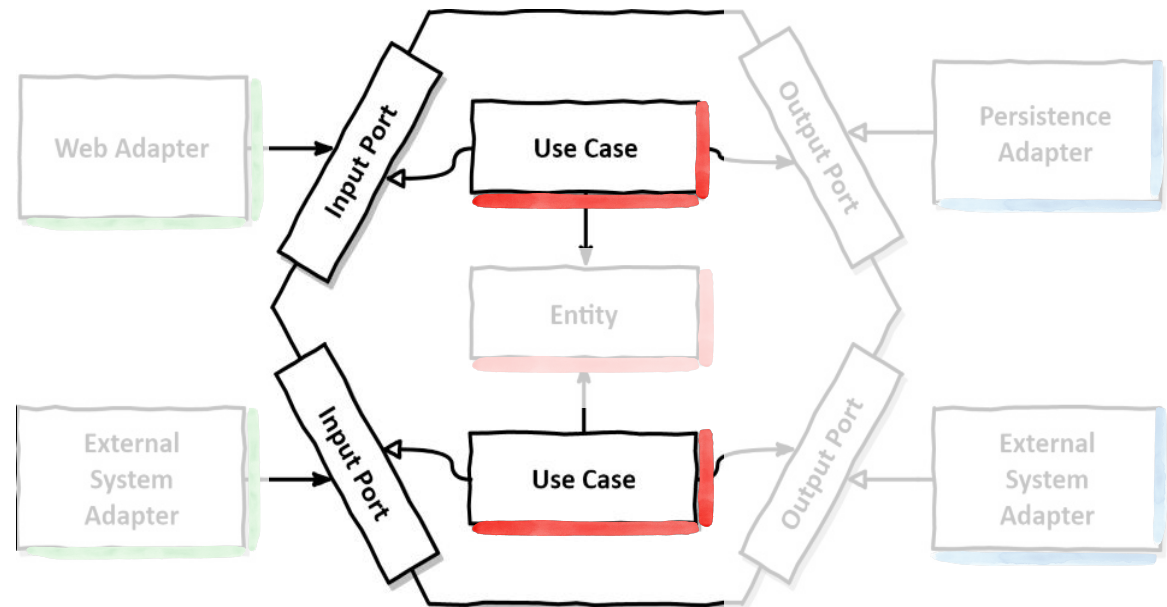 Web Adapter
Input Port
Use Case
Output Port
Persistence
Adapter
Entity
External
System
Adapter
Input Port
Use Case
Output Port
External
System
Adapter